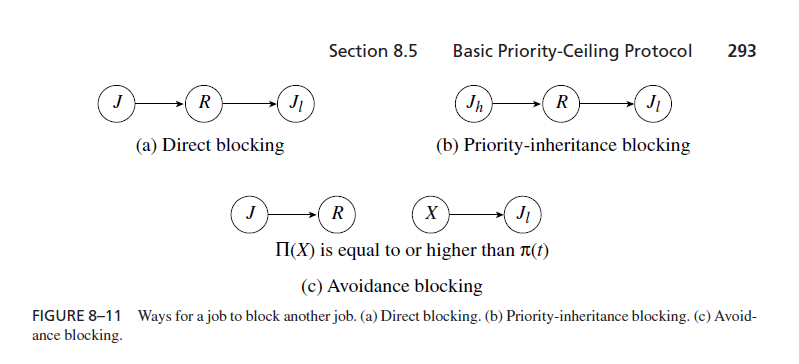 Section 8.5 Basic Priority-Ceiling Protocol 293
J R Jl
(a) Direct blocking
Jh R Jl
(b) Priority-inheritance blocking
J R X Jl
Π(X) is equal to or higher than π(t)
(c) Avoidance blocking
FIGURE 8–11 Ways for a job to block another job. (a) Direct blocking. (b) Priority-inheritance blocking. (c) Avoid-
ance blocking.